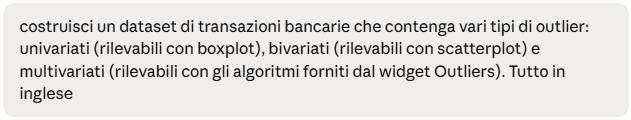 costruisci un dataset di transazioni bancarie che contenga vari tipi di outlier:
univariati (rilevabili con boxplot), bivariati (rilevabili con scatterplot) e
multivariati (rilevabili con gli algoritmi forniti dal widget Outliers). Tutto in
inglese